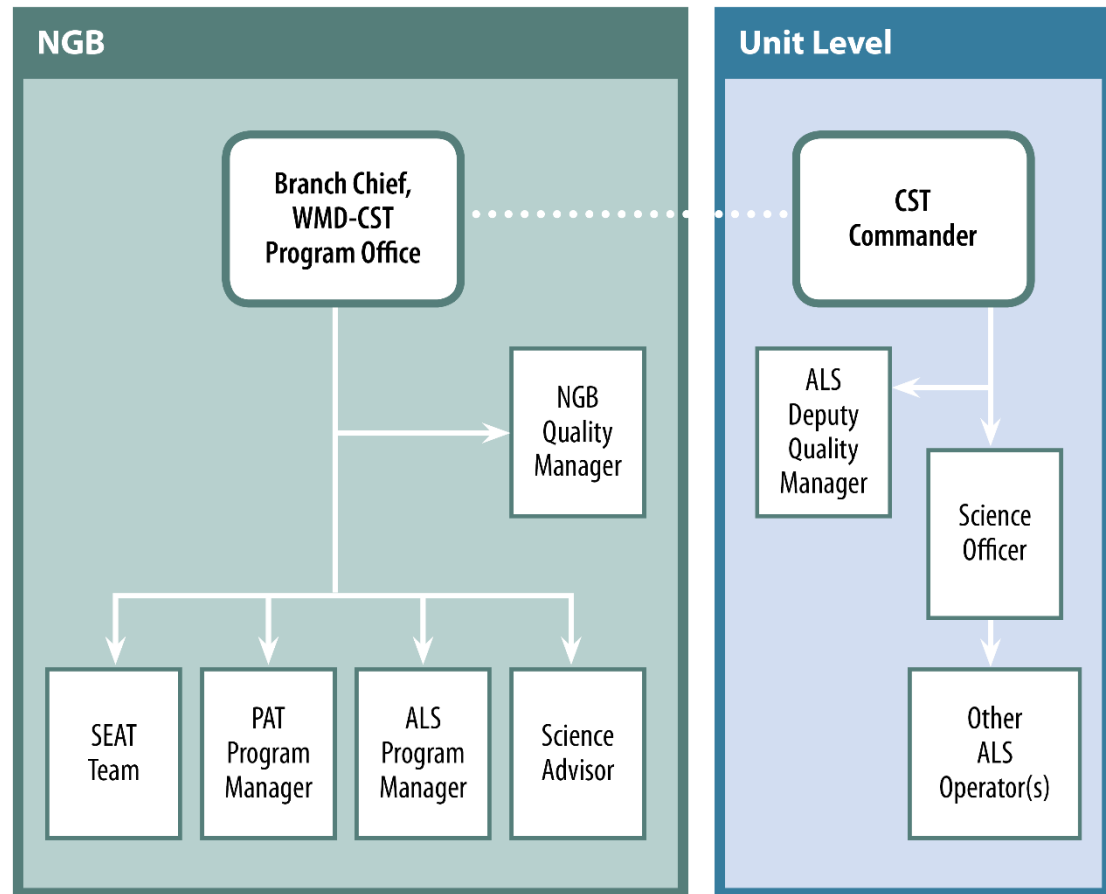 NGB
Branch Chief,
WMD-CST
Program Office
NGB
Quality
Manager
SEAT
Team
PAT
Program
Manager
ALS
Program
Manager
Science
Advisor
Unit Level
CST
Commander
ALS
Deputy
Quality
Manager
Science
Officer
Other
ALS
Operator(s)